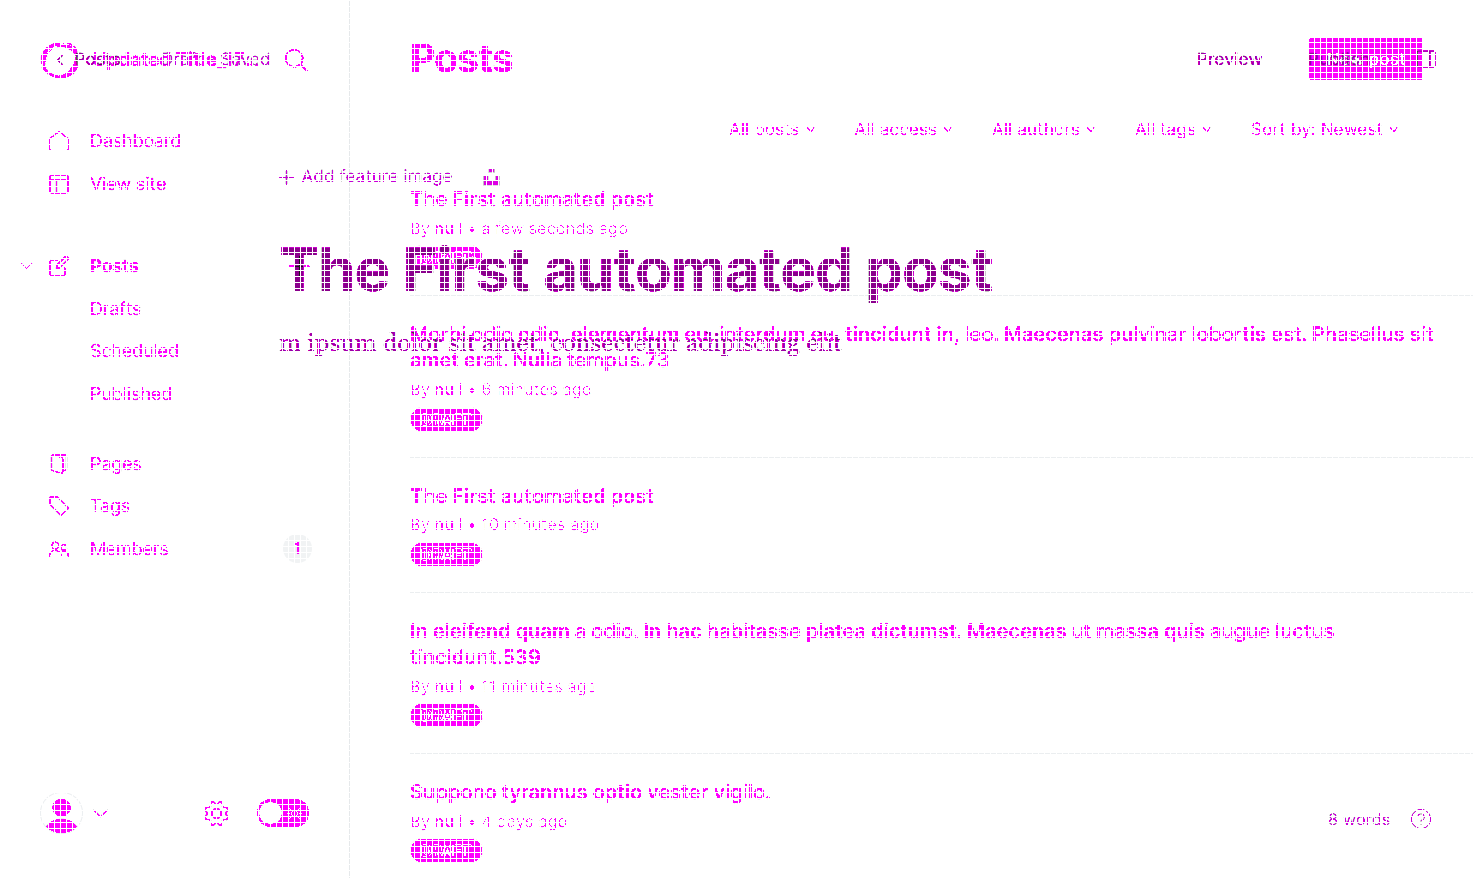 Posts
Preview
New post
All posts
All access
All authors
All tags
Sort by: Newest
Dashboard
View site
Posts
Drafts
Scheduled
Published
Pages
Tags
Members
1
+ Add feature image
The First automated post
By null • a few seconds ago
The First automated post
Morbi odio odio, elementum eu, interdum eu, tincidunt in, leo. Maecenas pulvinar lobortis est. Phasellus sit
amet erat. Nulla tempus.73
m ipsum dolor sit amet, consectetur adipiscing elit
By null • 6 minutes ago
DRAFT
The First automated post
By null • 10 minutes ago
DRAFT
In eleifend quam a odio. In hac habitasse platea dictumst. Maecenas ut massa quis augue luctus
tincidunt.539
By null • 11 minutes ago
DRAFT
Suppono tyrannus optio vester vigilo.
By null • 4 days ago
DRAFT
8 words
?